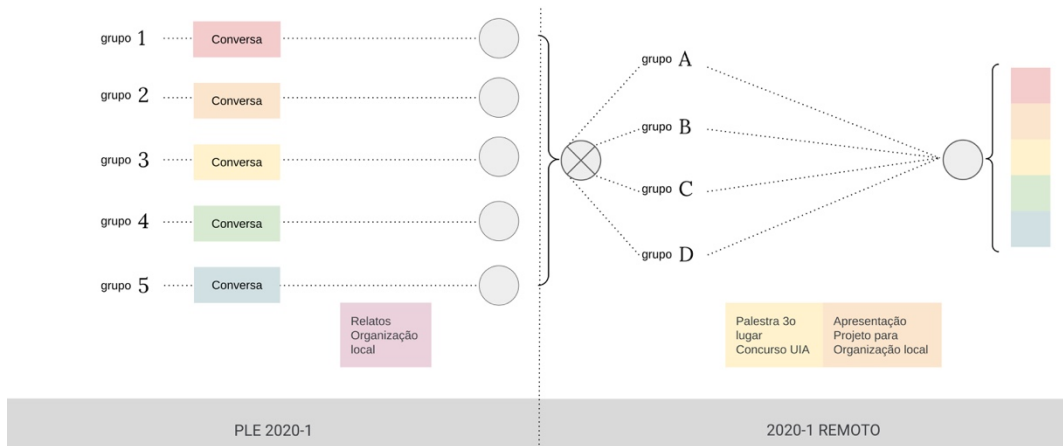 grupo 1
Conversa
grupo 2
Conversa
grupo 3
Conversa
grupo 4
Conversa
grupo 5
Conversa
Relatos
Organização
local
PLE 2020-1
grupo A
grupo B
grupo C
grupo D
Palestra 3o
lugar
Concurso UIA
Apresentação
Projeto para
Organização local
2020-1 REMOTO